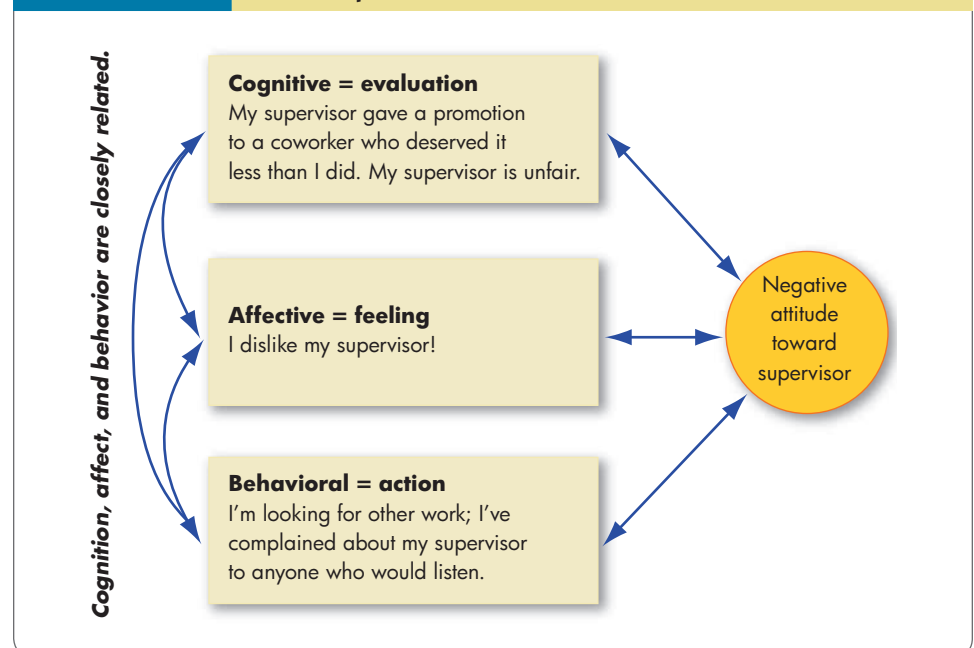 Cognition, affect, and behavior are closely related.
Cognitive = evaluation
My supervisor gave a promotion
to a coworker who deserved it
less than I did. My supervisor is unfair.
Affective = feeling
I dislike my supervisor!
Behavioral = action
I’m looking for other work; I’ve
complained about my supervisor
to anyone who would listen.
Negative
attitude
toward
supervisor